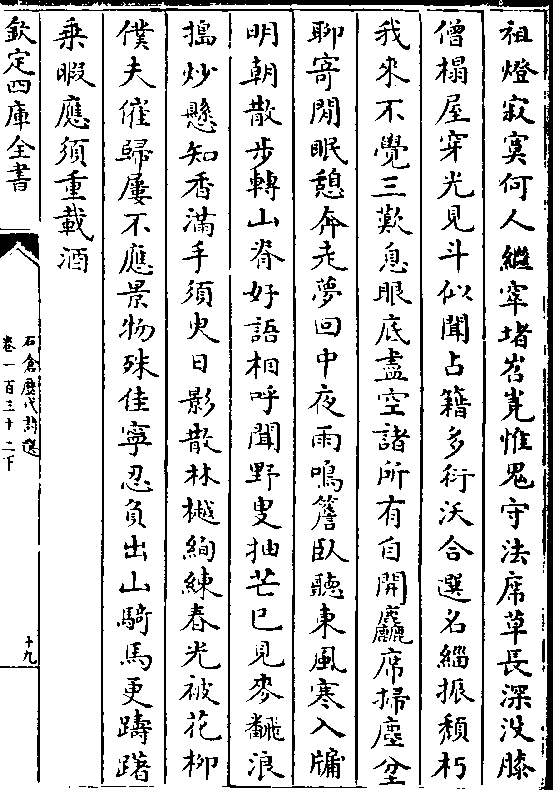 祖燈寂寞何人繼窣堵岧嶤惟鬼守法席草長深没膝
僧榻屋穿光見斗似聞占籍多衍沃合選名緇振頽朽
我來不覺三歎息眼底盡空諸所有自開麤席掃塵坌
聊寄閒眠憩奔走夢回中夜雨鳴簷臥聽東風寒入牖
明朝散步轉山脊好語相呼聞野叟抽芒已見麥飜浪
搗炒懸知香滿手須臾日影散林樾絢練春光被花柳
僕夫催歸屢不應景物殊佳寧忍負出山騎馬更躊躇
乘暇應須重載酒
欽定四庫全書
石倉歷代詩選
卷一百三十二下
十九